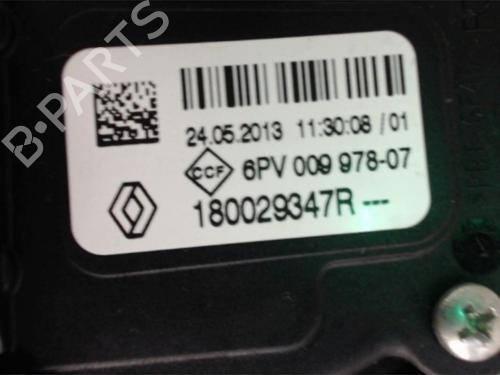 24.05.2013 11:30:08 / 01
CCF 6PV 009 978-07
180029347R ---
B-PARTS